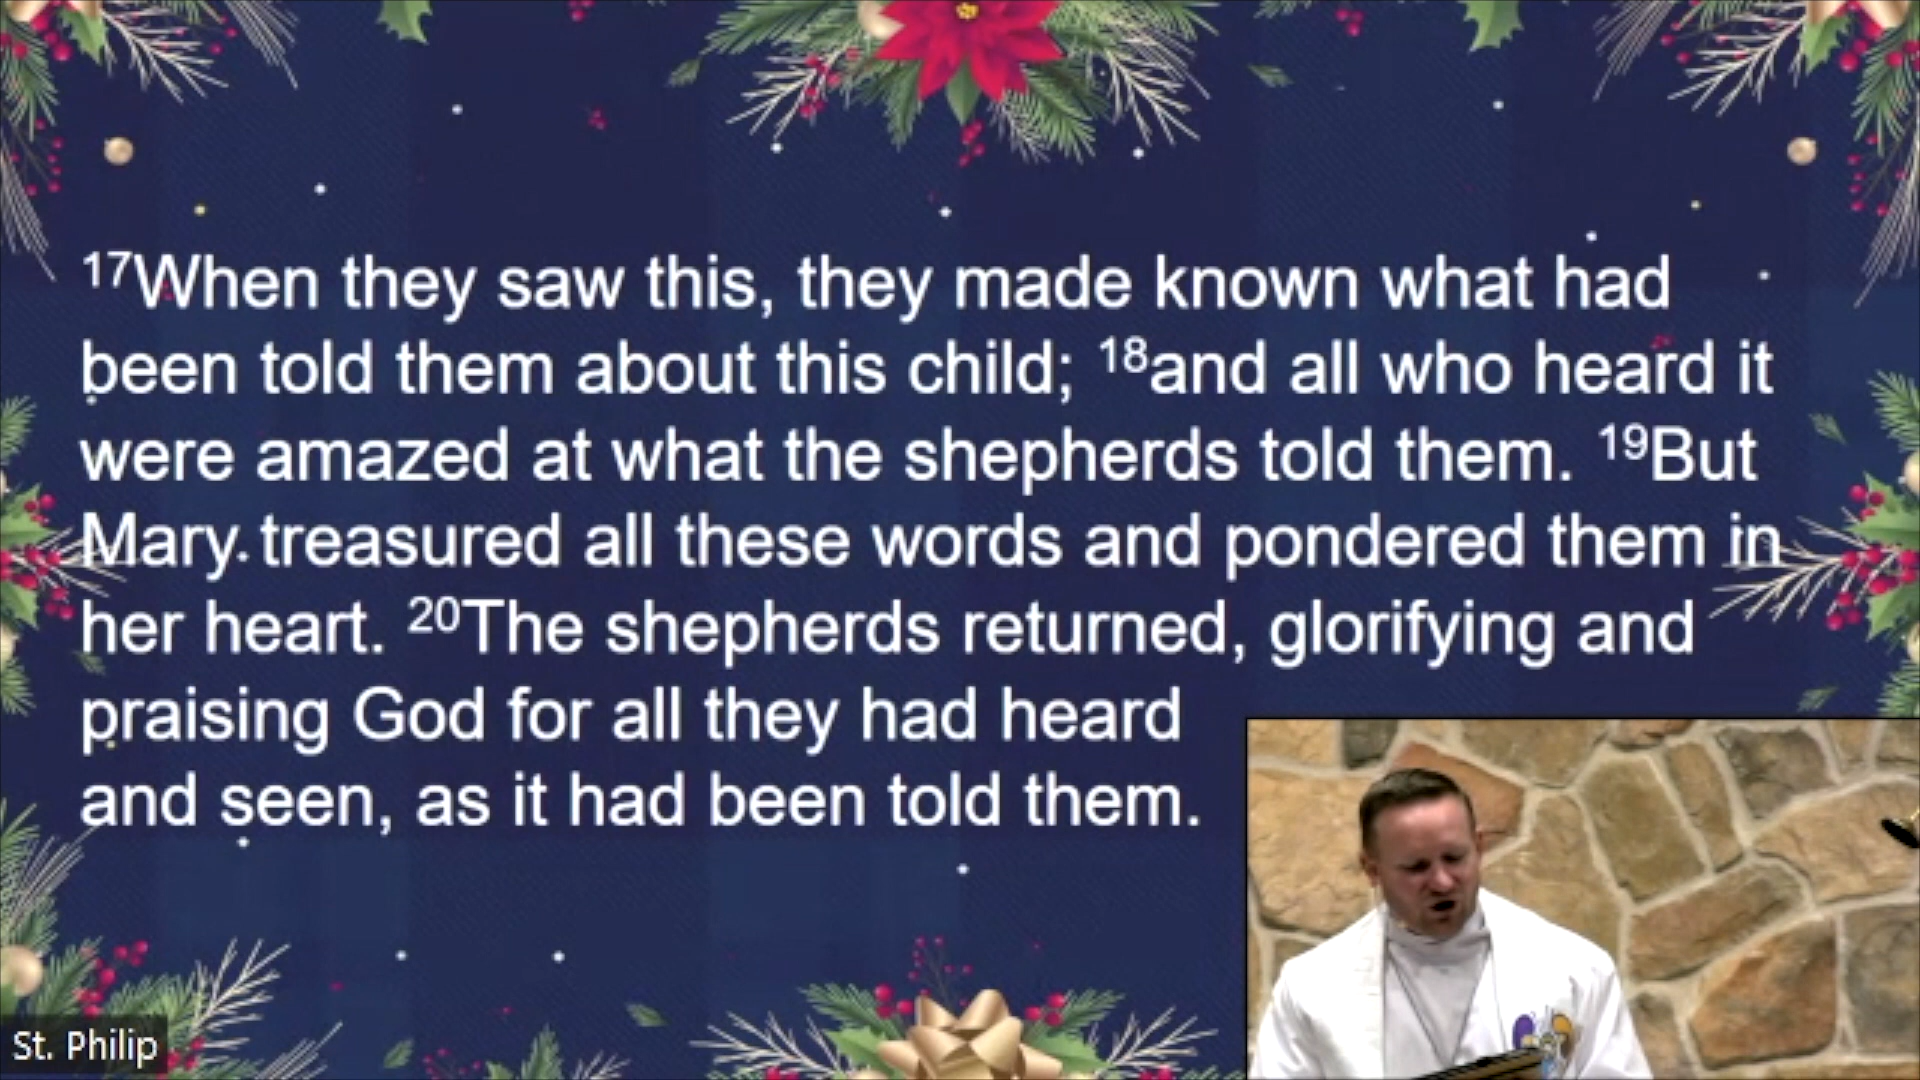 17When they saw this, they made known what had
been told them about this child; 18and all who heard it
were amazed at what the shepherds told them. 19But
Mary treasured all these words and pondered them in
her heart. 20The shepherds returned, glorifying and
praising God for all they had heard
and seen, as it had been told them.
St. Philip